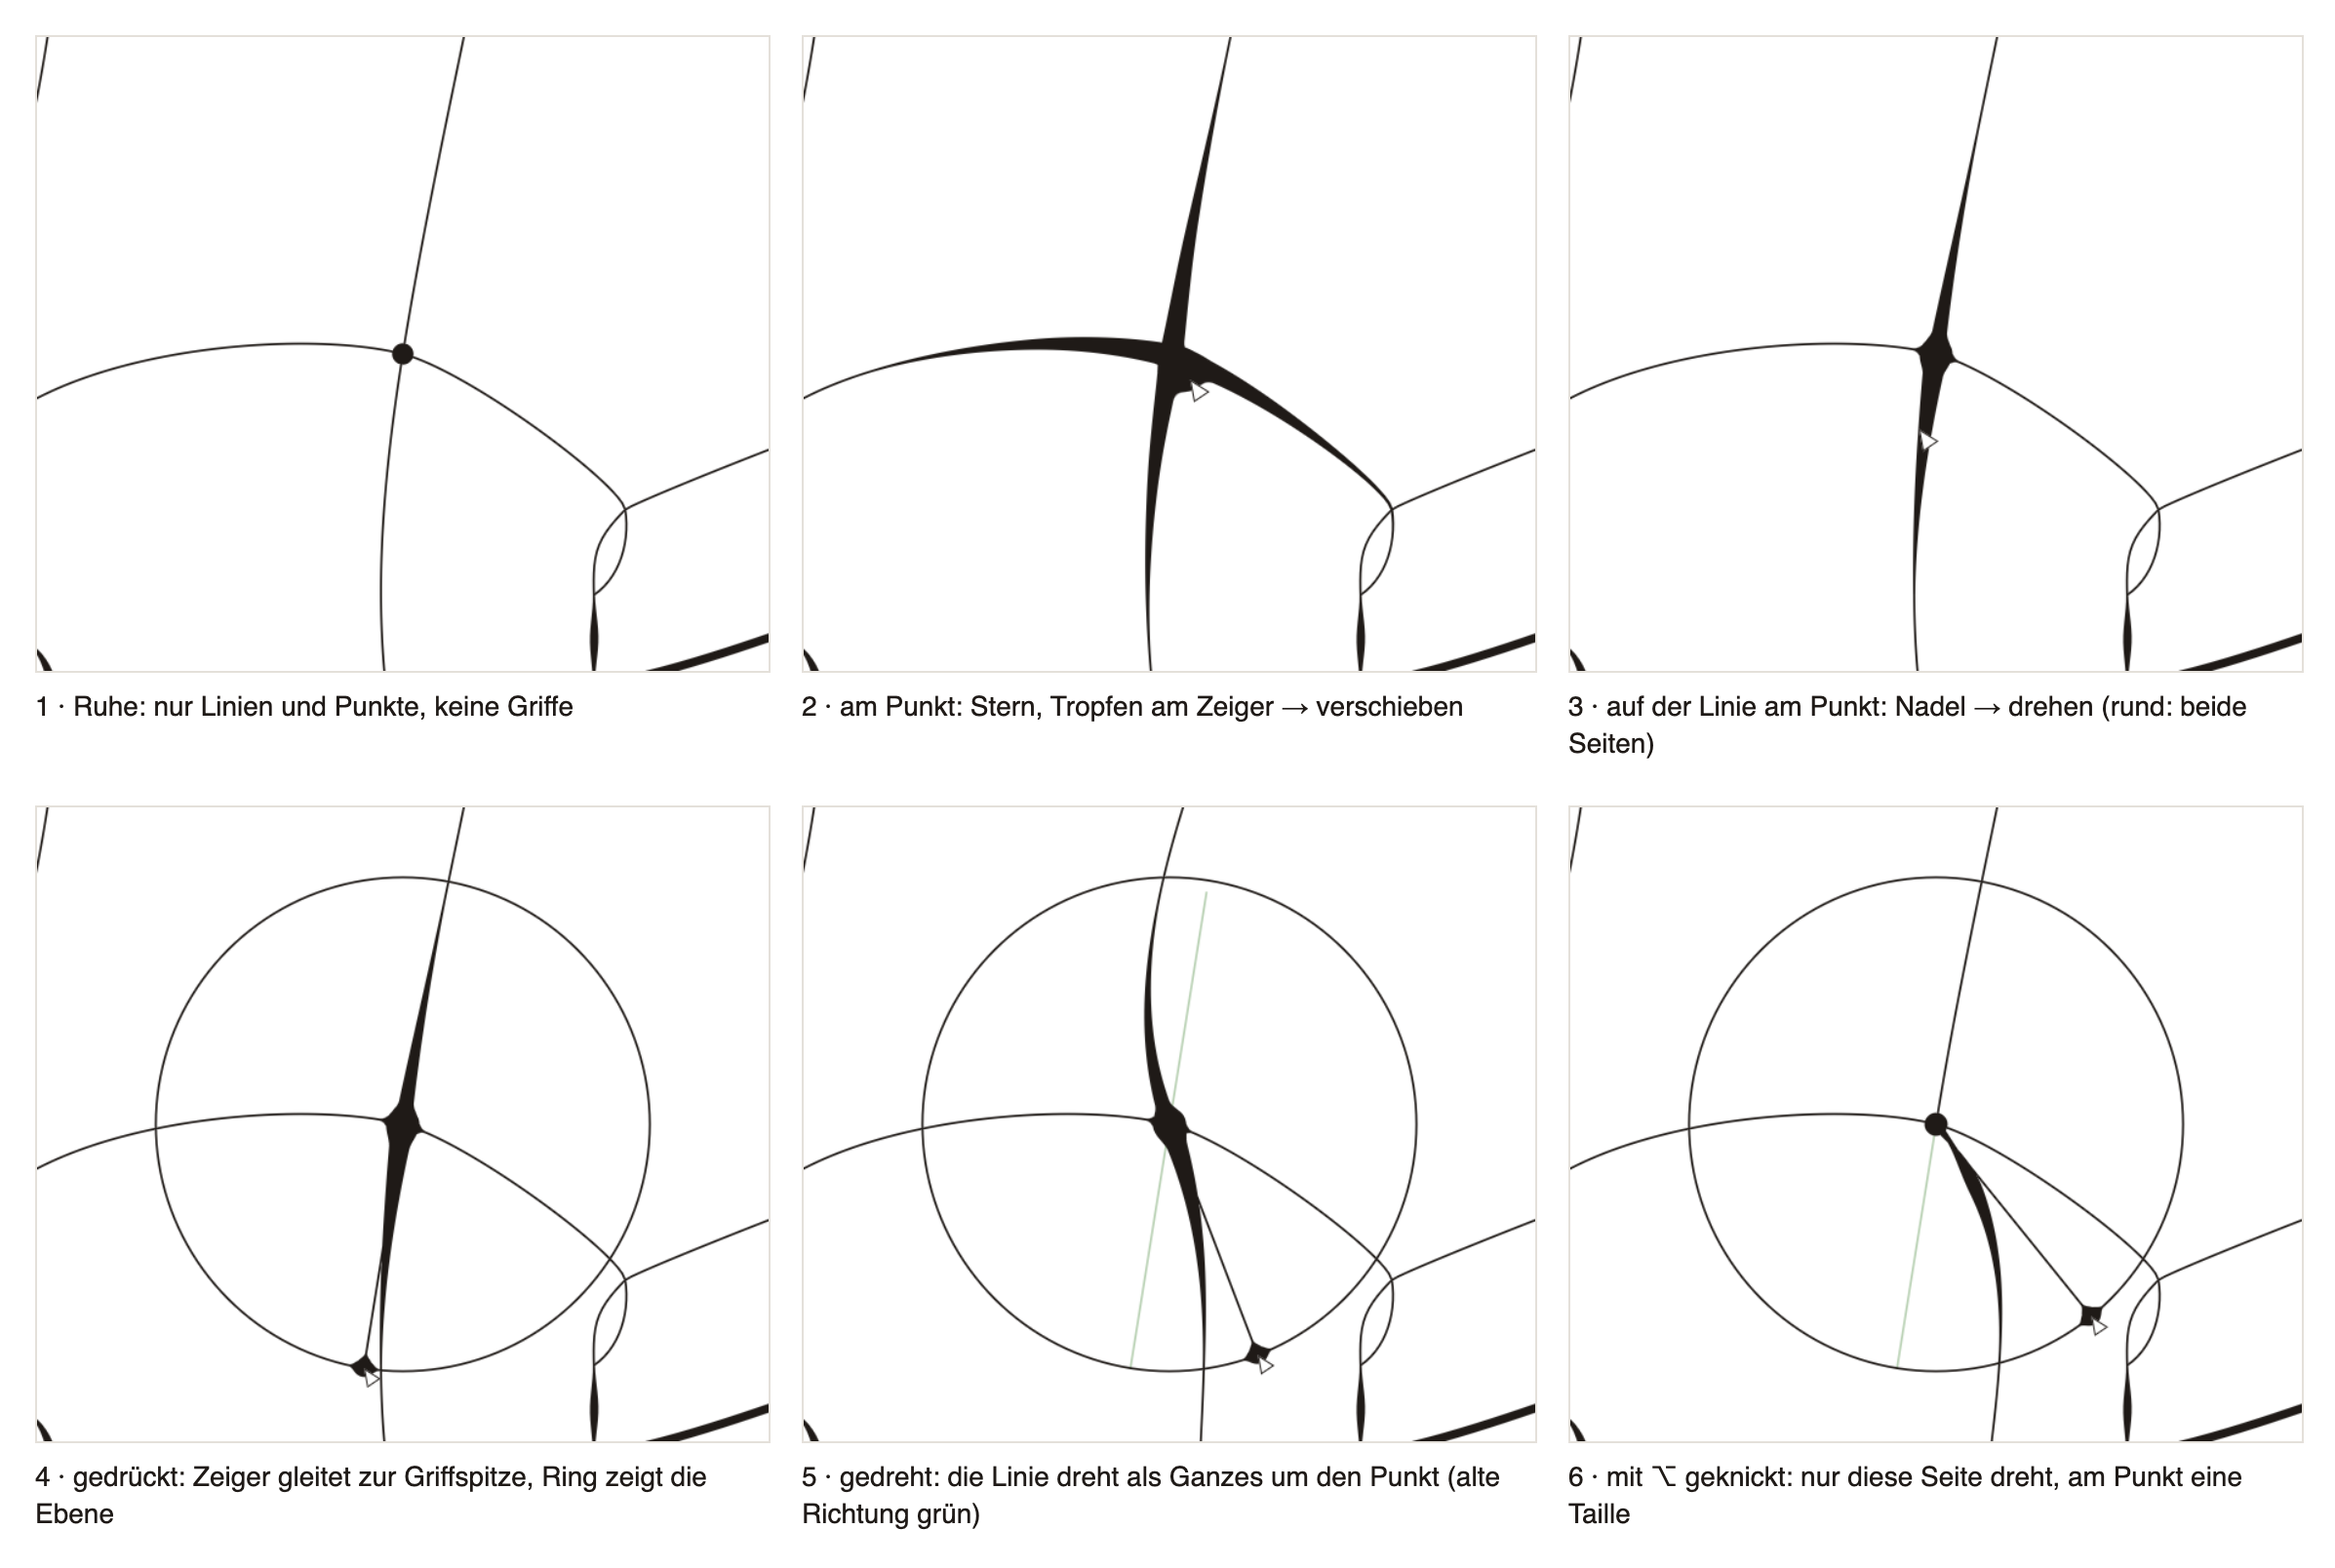 1 · Ruhe: nur Linien und Punkte, keine Griffe
2 · am Punkt: Stern, Tropfen am Zeiger → verschieben
3 · auf der Linie am Punkt: Nadel → drehen (rund: beide
Seiten)
4 · gedrückt: Zeiger gleitet zur Griffspitze, Ring zeigt die
Ebene
5 · gedreht: die Linie dreht als Ganzes um den Punkt (alte
Richtung grün)
6 · mit ⌥ geknickt: nur diese Seite dreht, am Punkt eine
Taille